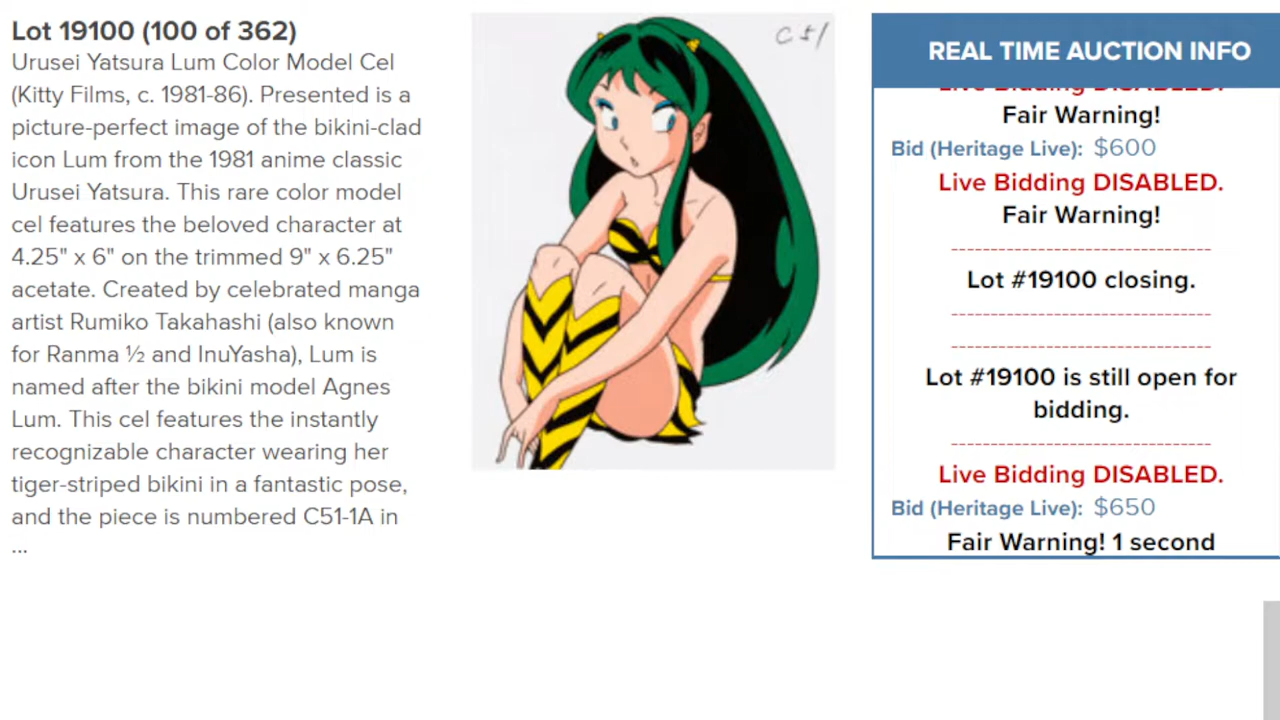 Lot 19100 (100 of 362)
Urusei Yatsura Lum Color Model Cel
(Kitty Films, c. 1981-86). Presented is a
picture-perfect image of the bikini-clad
icon Lum from the 1981 anime classic
Urusei Yatsura. This rare color model
cel features the beloved character at
4.25" x 6" on the trimmed 9" x 6.25"
acetate. Created by celebrated manga
artist Rumiko Takahashi (also known
for Ranma ½ and InuYasha), Lum is
named after the bikini model Agnes
Lum. This cel features the instantly
recognizable character wearing her
tiger-striped bikini in a fantastic pose,
and the piece is numbered C51-1A in
...
C51
REAL TIME AUCTION INFO
Live Bidding DISABLED.
Fair Warning!
Bid (Heritage Live): $600
Live Bidding DISABLED.
Fair Warning!
Lot #19100 closing.
Lot #19100 is still open for
bidding.
Live Bidding DISABLED.
Bid (Heritage Live): $650
Fair Warning! 1 second